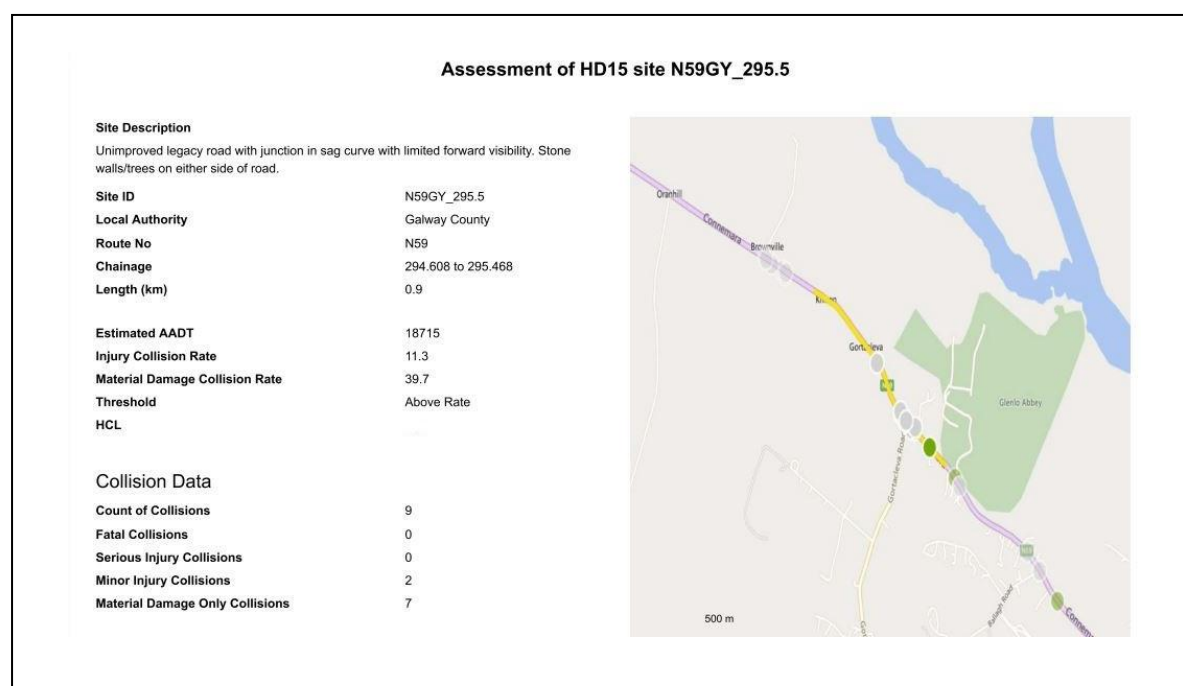 Assessment of HD15 site N59GY_295.5
Site Description
Unimproved legacy road with junction in sag curve with limited forward visibility. Stone
walls/trees on either side of road.
Site ID N59GY_295.5
Local Authority Galway County
Route No N59
Chainage 294.608 to 295.468
Length (km) 0.9
Estimated AADT 18715
Injury Collision Rate 11.3
Material Damage Collision Rate 39.7
Threshold Above Rate
HCL
Collision Data
Count of Collisions 9
Fatal Collisions 0
Serious Injury Collisions 0
Minor Injury Collisions 2
Material Damage Only Collisions 7
Oranhill
Connemara
Brownville
Gortacleva
Glenlo Abbey
Gortacleva Road
Rallagh Road
Connema
Gor
500 m